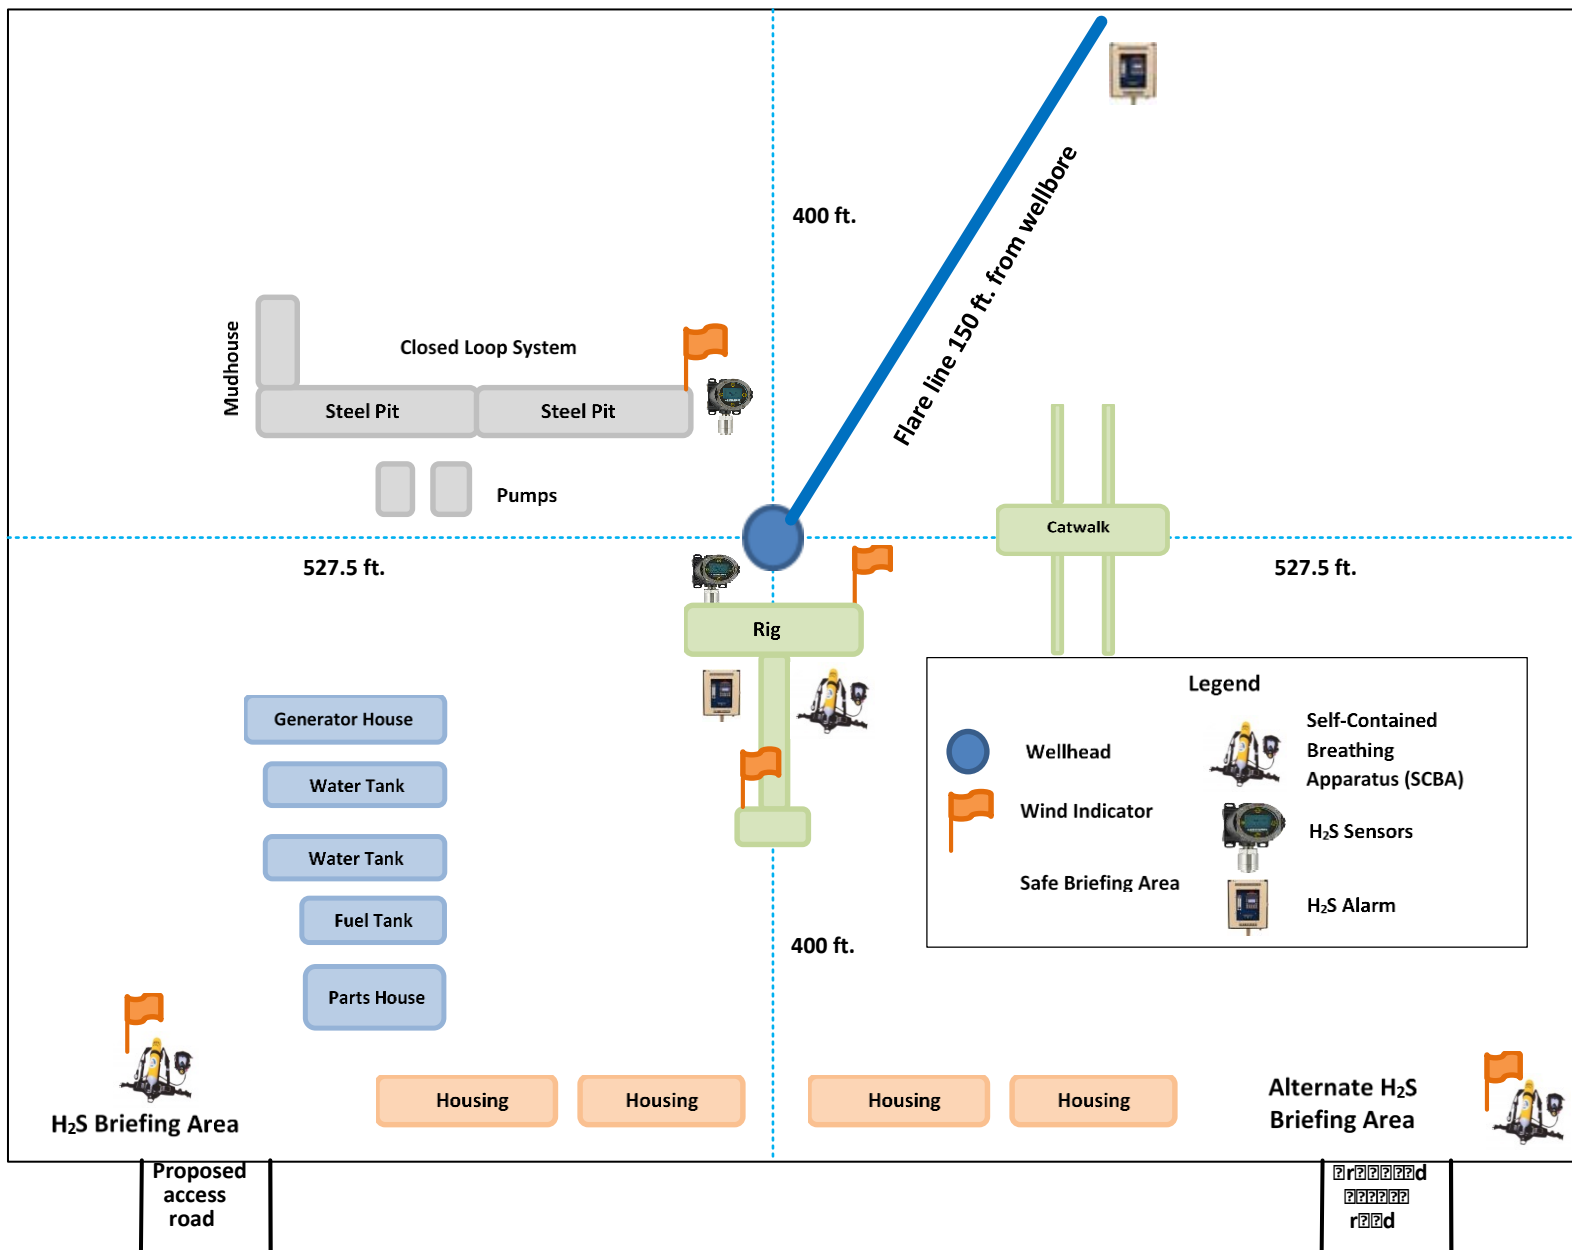 400 ft.
Flare line 150 ft. from wellbore
Mudhouse
Closed Loop System
Steel Pit
Steel Pit
Pumps
Catwalk
527.5 ft.
527.5 ft.
Rig
Legend
Wellhead
Wind Indicator
Safe Briefing Area
Self-Contained
Breathing
Apparatus (SCBA)
H₂S Sensors
H₂S Alarm
Generator House
Water Tank
Water Tank
Fuel Tank
Parts House
400 ft.
Housing
Housing
Housing
Housing
H₂S Briefing Area
Alternate H₂S
Briefing Area
Proposed
access
road